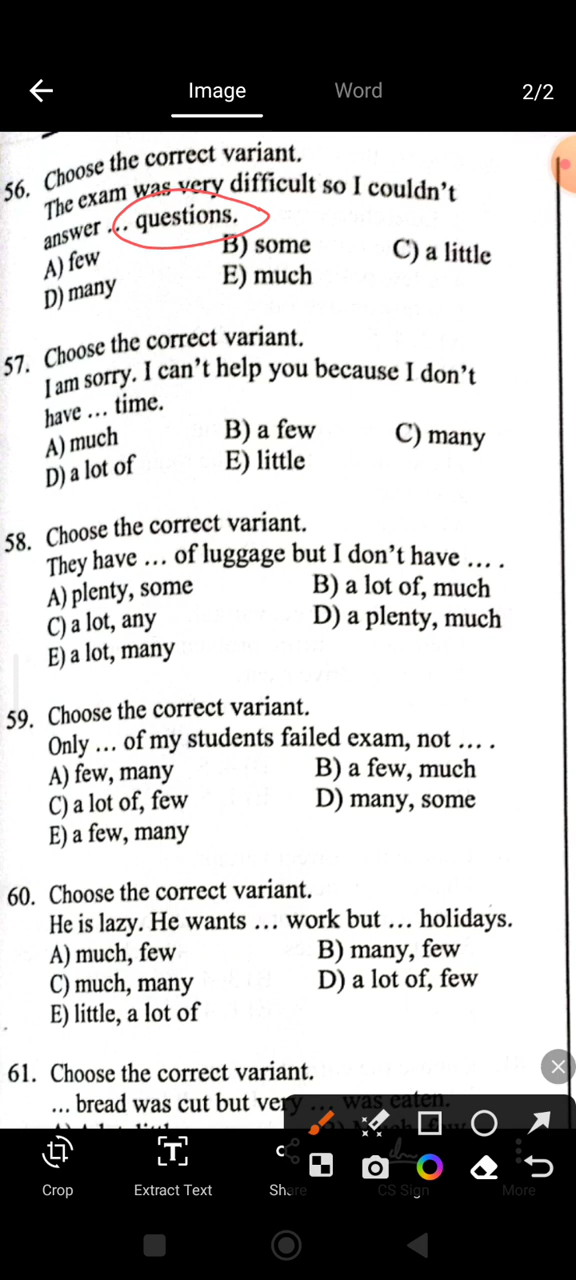 Image Word 2/2
56. Choose the correct variant.
The exam was very difficult so I couldn't
answer ... questions.
A) few B) some C) a little
D) many E) much
57. Choose the correct variant.
I am sorry. I can't help you because I don't
have ... time.
A) much B) a few C) many
D) a lot of E) little
58. Choose the correct variant.
They have ... of luggage but I don't have ... .
A) plenty, some B) a lot of, much
C) a lot, any D) a plenty, much
E) a lot, many
59. Choose the correct variant.
Only ... of my students failed exam, not ... .
A) few, many B) a few, much
C) a lot of, few D) many, some
E) a few, many
60. Choose the correct variant.
He is lazy. He wants ... work but ... holidays.
A) much, few B) many, few
C) much, many D) a lot of, few
E) little, a lot of
61. Choose the correct variant.
... bread was cut but very ... was eaten.
Crop Extract Text Share CS Sign More